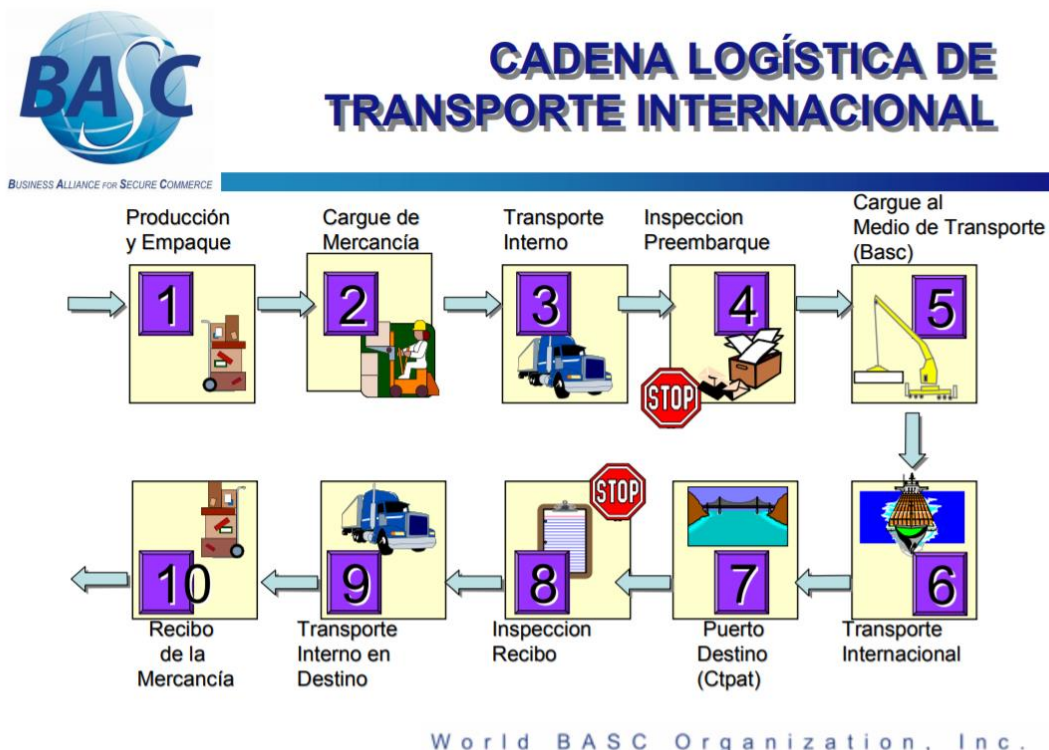 BASC
BUSINESS ALLIANCE FOR SECURE COMMERCE
CADENA LOGÍSTICA DE
TRANSPORTE INTERNACIONAL
Producción
y Empaque
1
Cargue de
Mercancía
2
Transporte
Interno
3
Inspeccion
Preembarque
4
STOP
Cargue al
Medio de Transporte
(Basc)
5
6
Transporte
Internacional
7
Puerto
Destino
(Ctpat)
STOP
8
Inspeccion
Recibo
9
Transporte
Interno en
Destino
10
Recibo
de la
Mercancía
World BASC Organization, Inc.